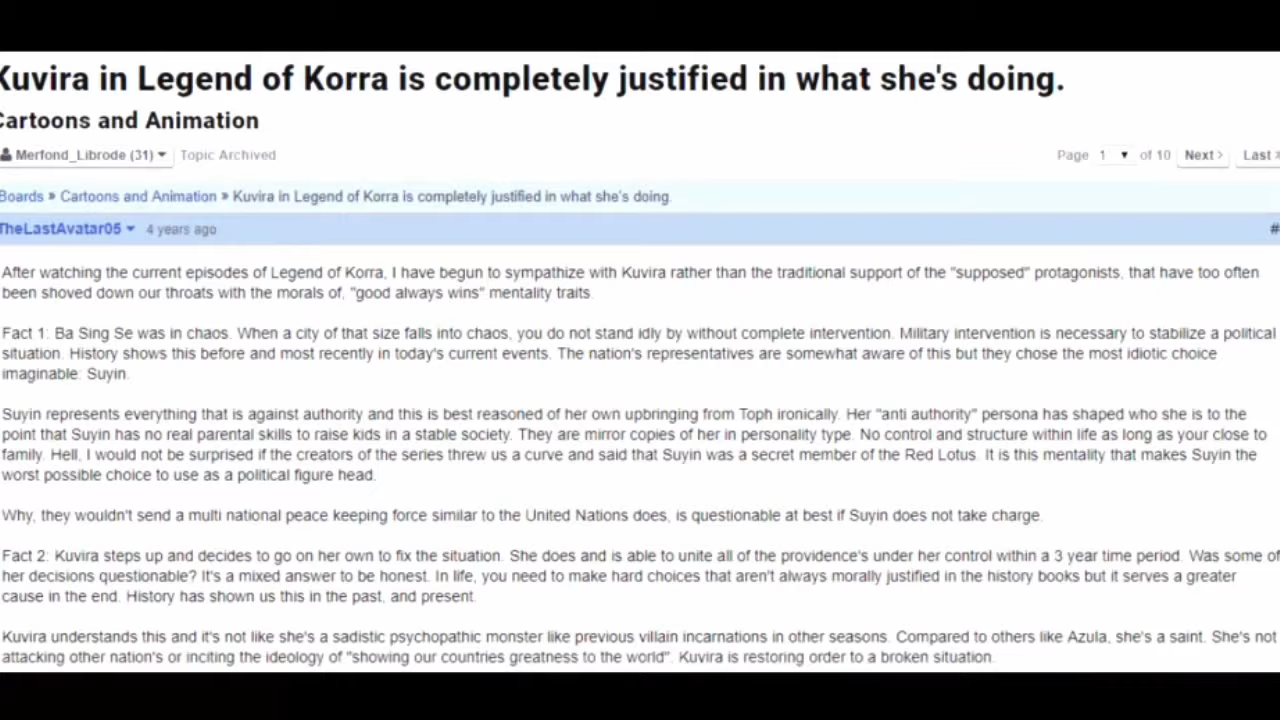 Kuvira in Legend of Korra is completely justified in what she's doing.
Cartoons and Animation
Merfond_Librode (31) Topic Archived Page 1 of 10 Next Last
Boards » Cartoons and Animation » Kuvira in Legend of Korra is completely justified in what she's doing.
TheLastAvatar05 4 years ago #
After watching the current episodes of Legend of Korra, I have begun to sympathize with Kuvira rather than the traditional support of the "supposed" protagonists, that have too often
been shoved down our throats with the morals of, "good always wins" mentality traits.
Fact 1: Ba Sing Se was in chaos. When a city of that size falls into chaos, you do not stand idly by without complete intervention. Military intervention is necessary to stabilize a political
situation. History shows this before and most recently in today's current events. The nation's representatives are somewhat aware of this but they chose the most idiotic choice
imaginable: Suyin.
Suyin represents everything that is against authority and this is best reasoned of her own upbringing from Toph ironically. Her "anti authority" persona has shaped who she is to the
point that Suyin has no real parental skills to raise kids in a stable society. They are mirror copies of her in personality type. No control and structure within life as long as your close to
family. Hell, I would not be surprised if the creators of the series threw us a curve and said that Suyin was a secret member of the Red Lotus. It is this mentality that makes Suyin the
worst possible choice to use as a political figure head.
Why, they wouldn't send a multi national peace keeping force similar to the United Nations does, is questionable at best if Suyin does not take charge.
Fact 2: Kuvira steps up and decides to go on her own to fix the situation. She does and is able to unite all of the providence's under her control within a 3 year time period. Was some of
her decisions questionable? It's a mixed answer to be honest. In life, you need to make hard choices that aren't always morally justified in the history books but it serves a greater
cause in the end. History has shown us this in the past, and present.
Kuvira understands this and it's not like she's a sadistic psychopathic monster like previous villain incarnations in other seasons. Compared to others like Azula, she's a saint. She's not
attacking other nation's or inciting the ideology of "showing our countries greatness to the world". Kuvira is restoring order to a broken situation.